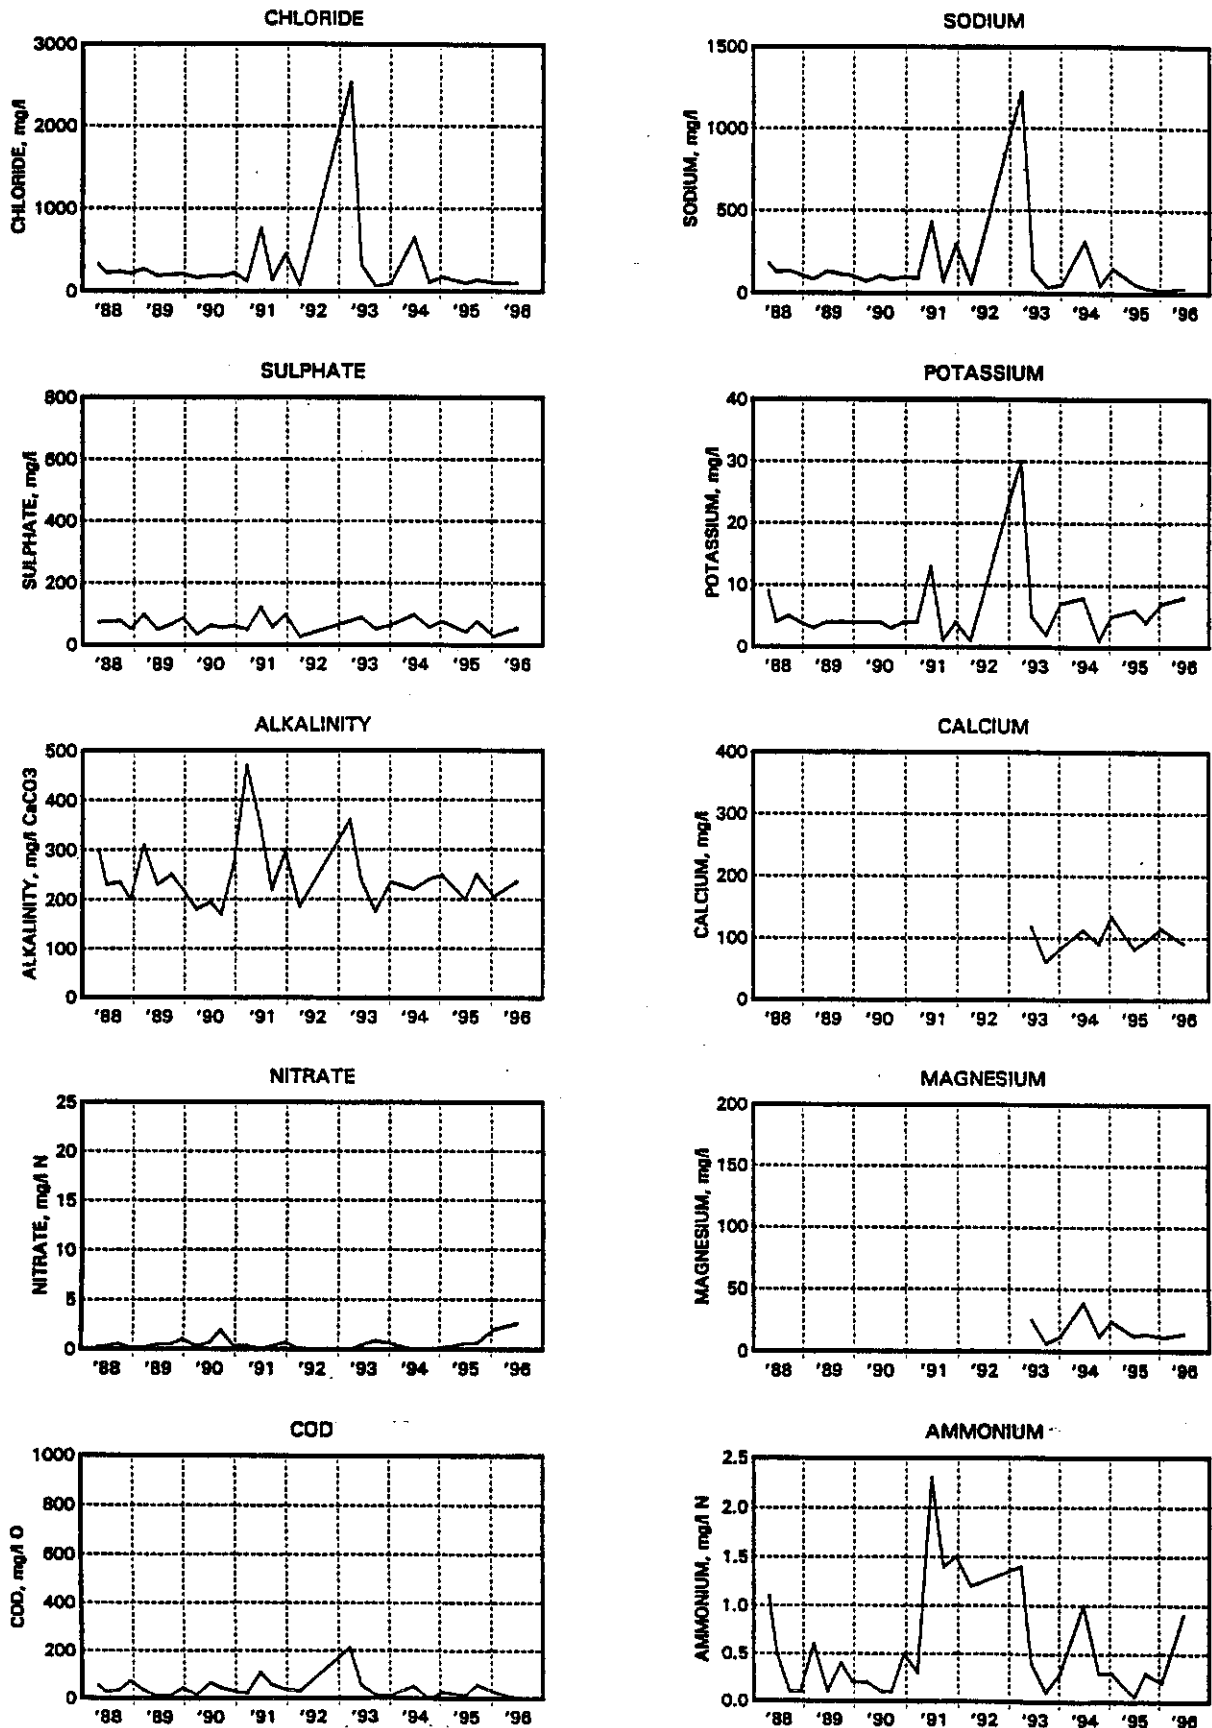 CHLORIDE
CHLORIDE, mg/l
3000
2000
1000
0
'88 '89 '90 '91 '92 '93 '94 '95 '96
SODIUM
SODIUM, mg/l
1500
1000
500
0
'88 '89 '90 '91 '92 '93 '94 '95 '96
SULPHATE
SULPHATE, mg/l
800
600
400
200
0
'88 '89 '90 '91 '92 '93 '94 '95 '96
POTASSIUM
POTASSIUM, mg/l
40
30
20
10
0
'88 '89 '90 '91 '92 '93 '94 '95 '96
ALKALINITY
ALKALINITY, mg/l CaCO3
500
400
300
200
100
0
'88 '89 '90 '91 '92 '93 '94 '95 '96
CALCIUM
CALCIUM, mg/l
400
300
200
100
0
'88 '89 '90 '91 '92 '93 '94 '95 '96
NITRATE
NITRATE, mg/l N
25
20
15
10
5
0
'88 '89 '90 '91 '92 '93 '94 '95 '96
MAGNESIUM
MAGNESIUM, mg/l
200
150
100
50
0
'88 '89 '90 '91 '92 '93 '94 '95 '96
COD
COD, mg/l O
1000
800
600
400
200
0
'88 '89 '90 '91 '92 '93 '94 '95 '96
AMMONIUM
AMMONIUM, mg/l N
2.5
2.0
1.5
1.0
0.5
0.0
'88 '89 '90 '91 '92 '93 '94 '95 '96